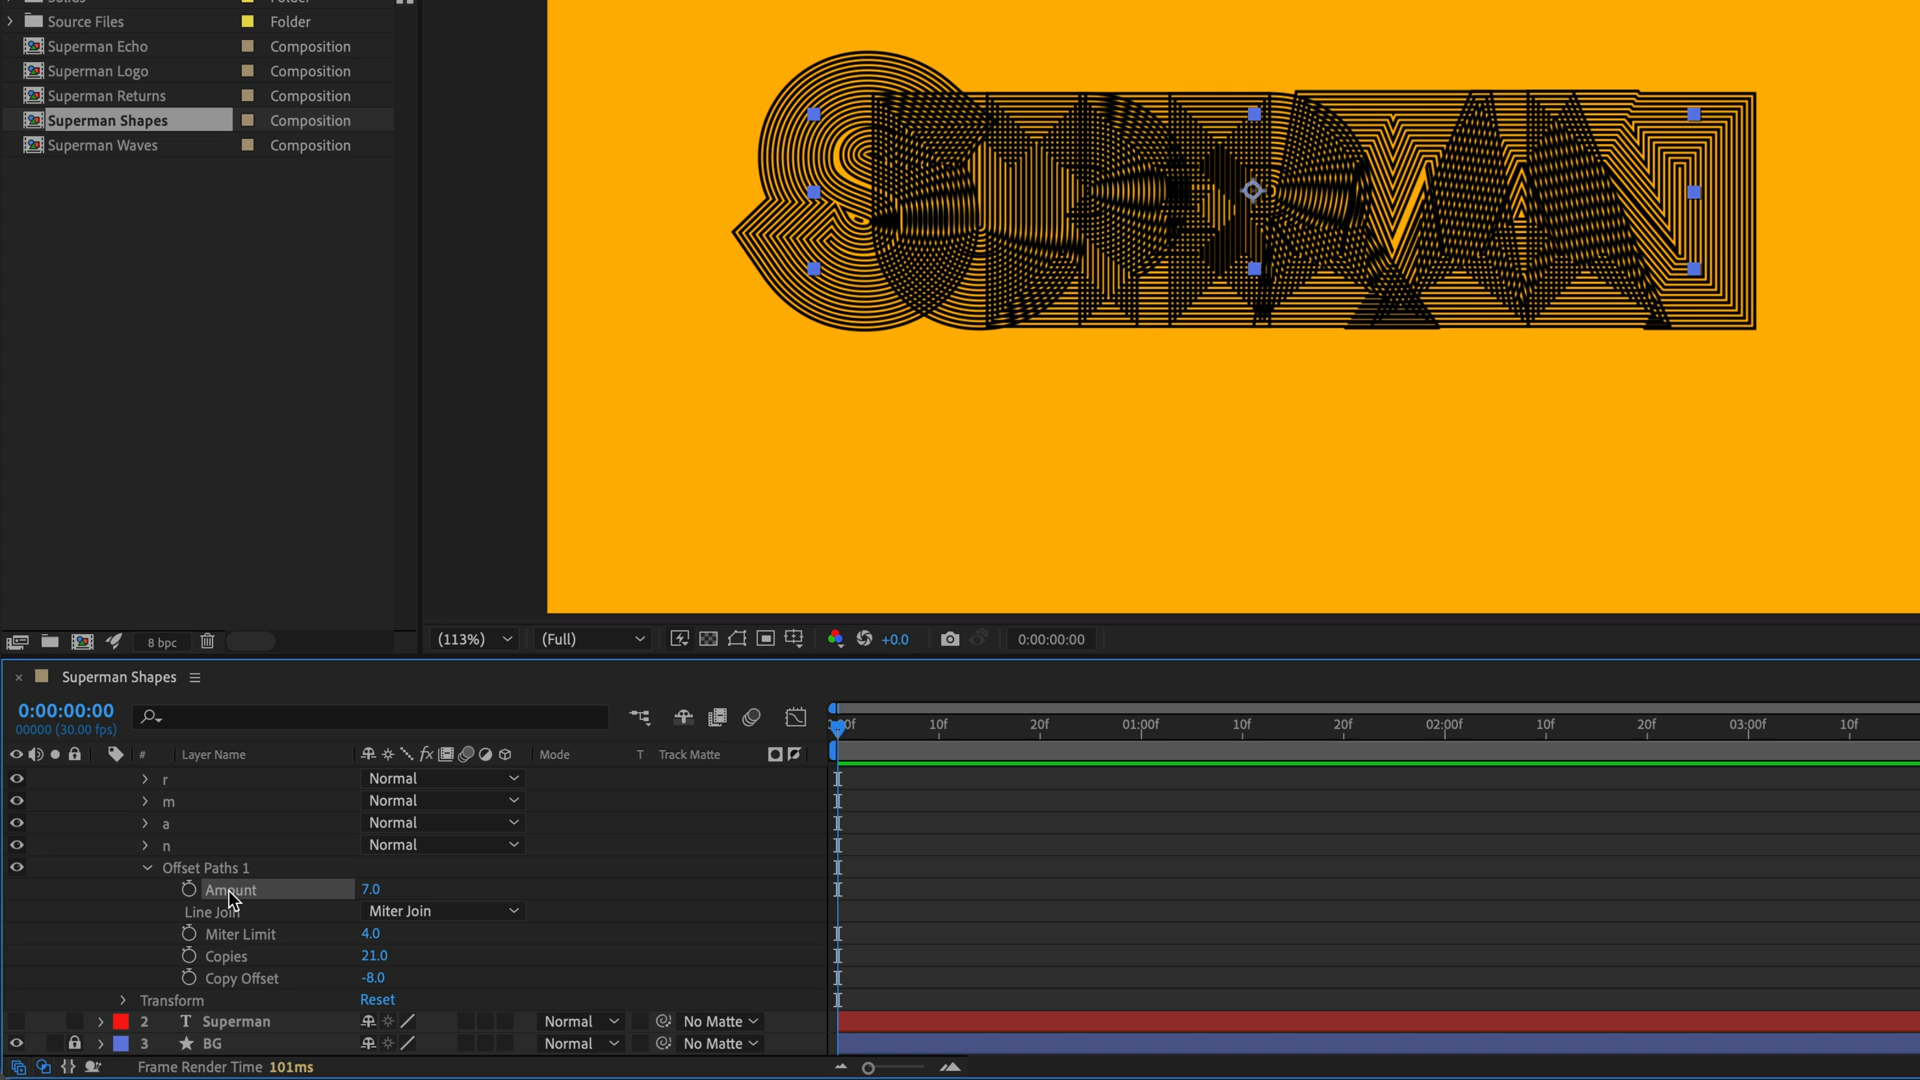 Folder
Source Files Folder
Superman Echo Composition
Superman Logo Composition
Superman Returns Composition
Superman Shapes Composition
Superman Waves Composition
8 bpc
(113%) (Full) +0.0 0:00:00:00
Superman Shapes
0:00:00:00
00000 (30.00 fps)
10f 20f 01:00f 10f 20f 02:00f 10f 20f 03:00f 10f
# Layer Name fx Mode T Track Matte
r Normal
m Normal
a Normal
n Normal
Offset Paths 1
Amount 7.0
Line Join Miter Join
Miter Limit 4.0
Copies 21.0
Copy Offset -8.0
Transform Reset
2 T Superman Normal No Matte
3 BG Normal No Matte
Frame Render Time 101ms